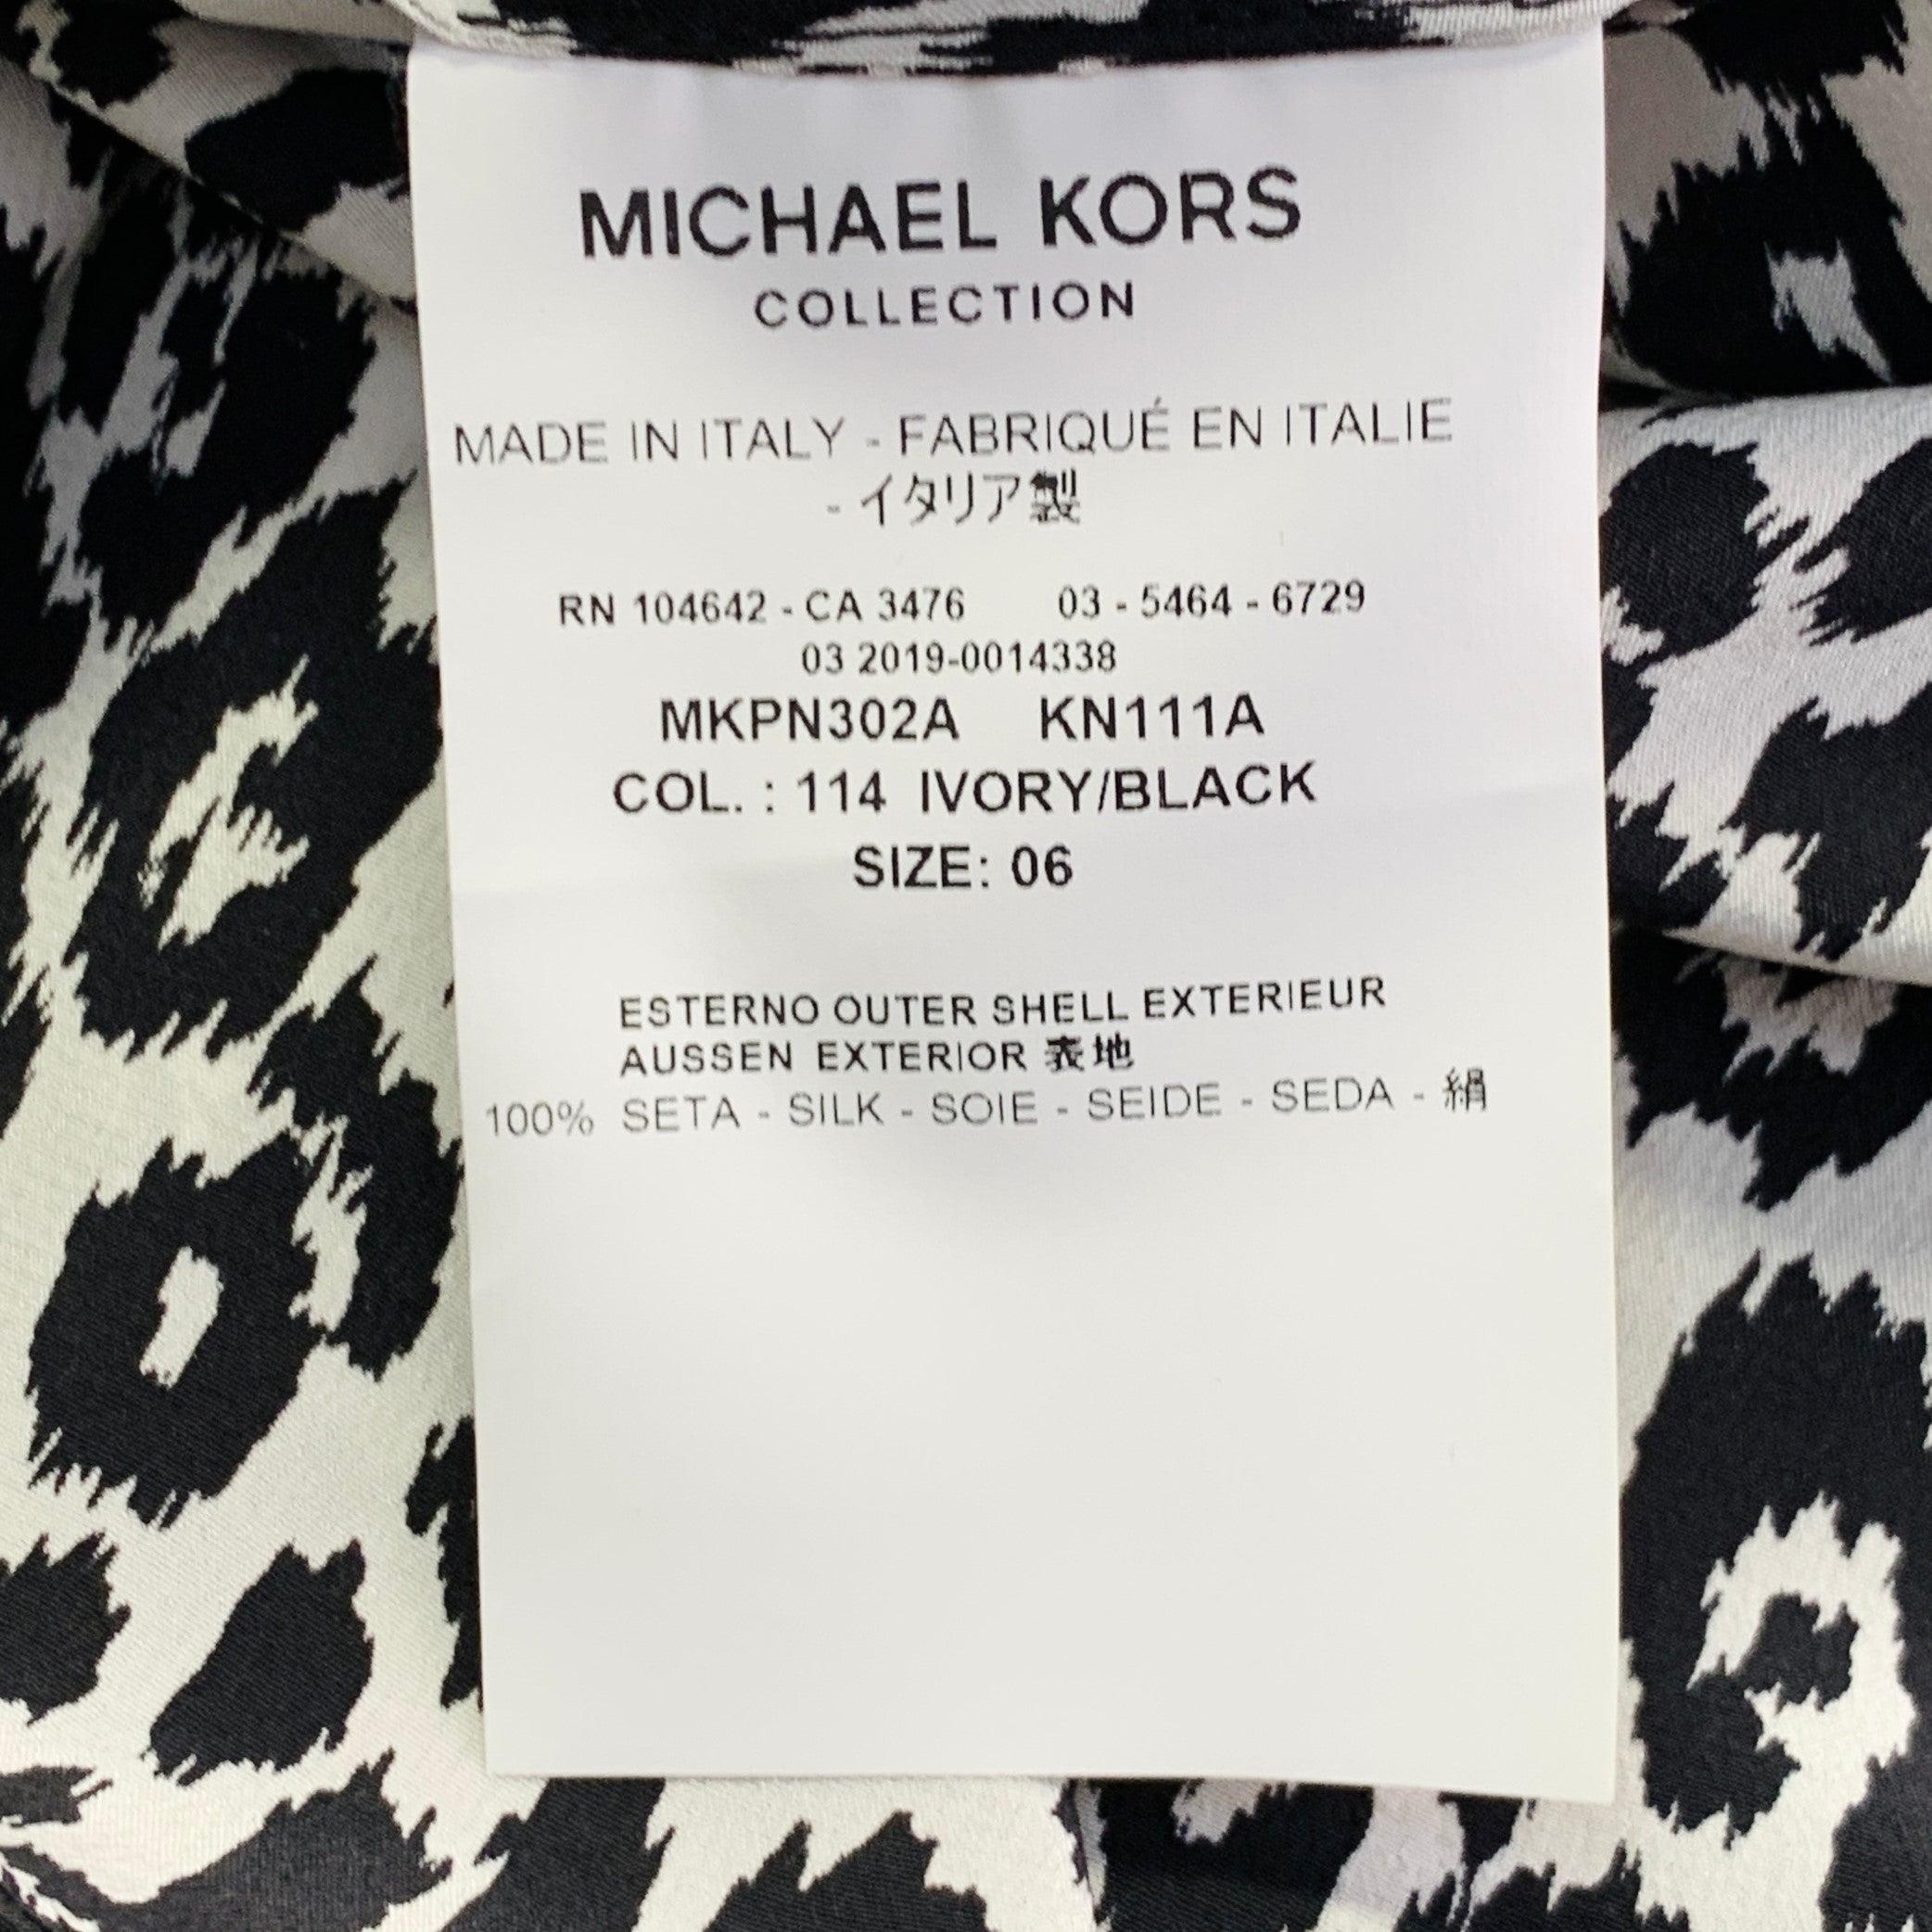 MICHAEL KORS
COLLECTION
MADE IN ITALY - FABRIQUÉ EN ITALIE
- イタリア製
RN 104642 - CA 3476 03 - 5464 - 6729
03 2019-0014338
MKPN302A KN111A
COL. : 114 IVORY/BLACK
SIZE: 06
ESTERNO OUTER SHELL EXTERIEUR
AUSSEN EXTERIOR 表地
100% SETA - SILK - SOIE - SEIDE - SEDA - 絹